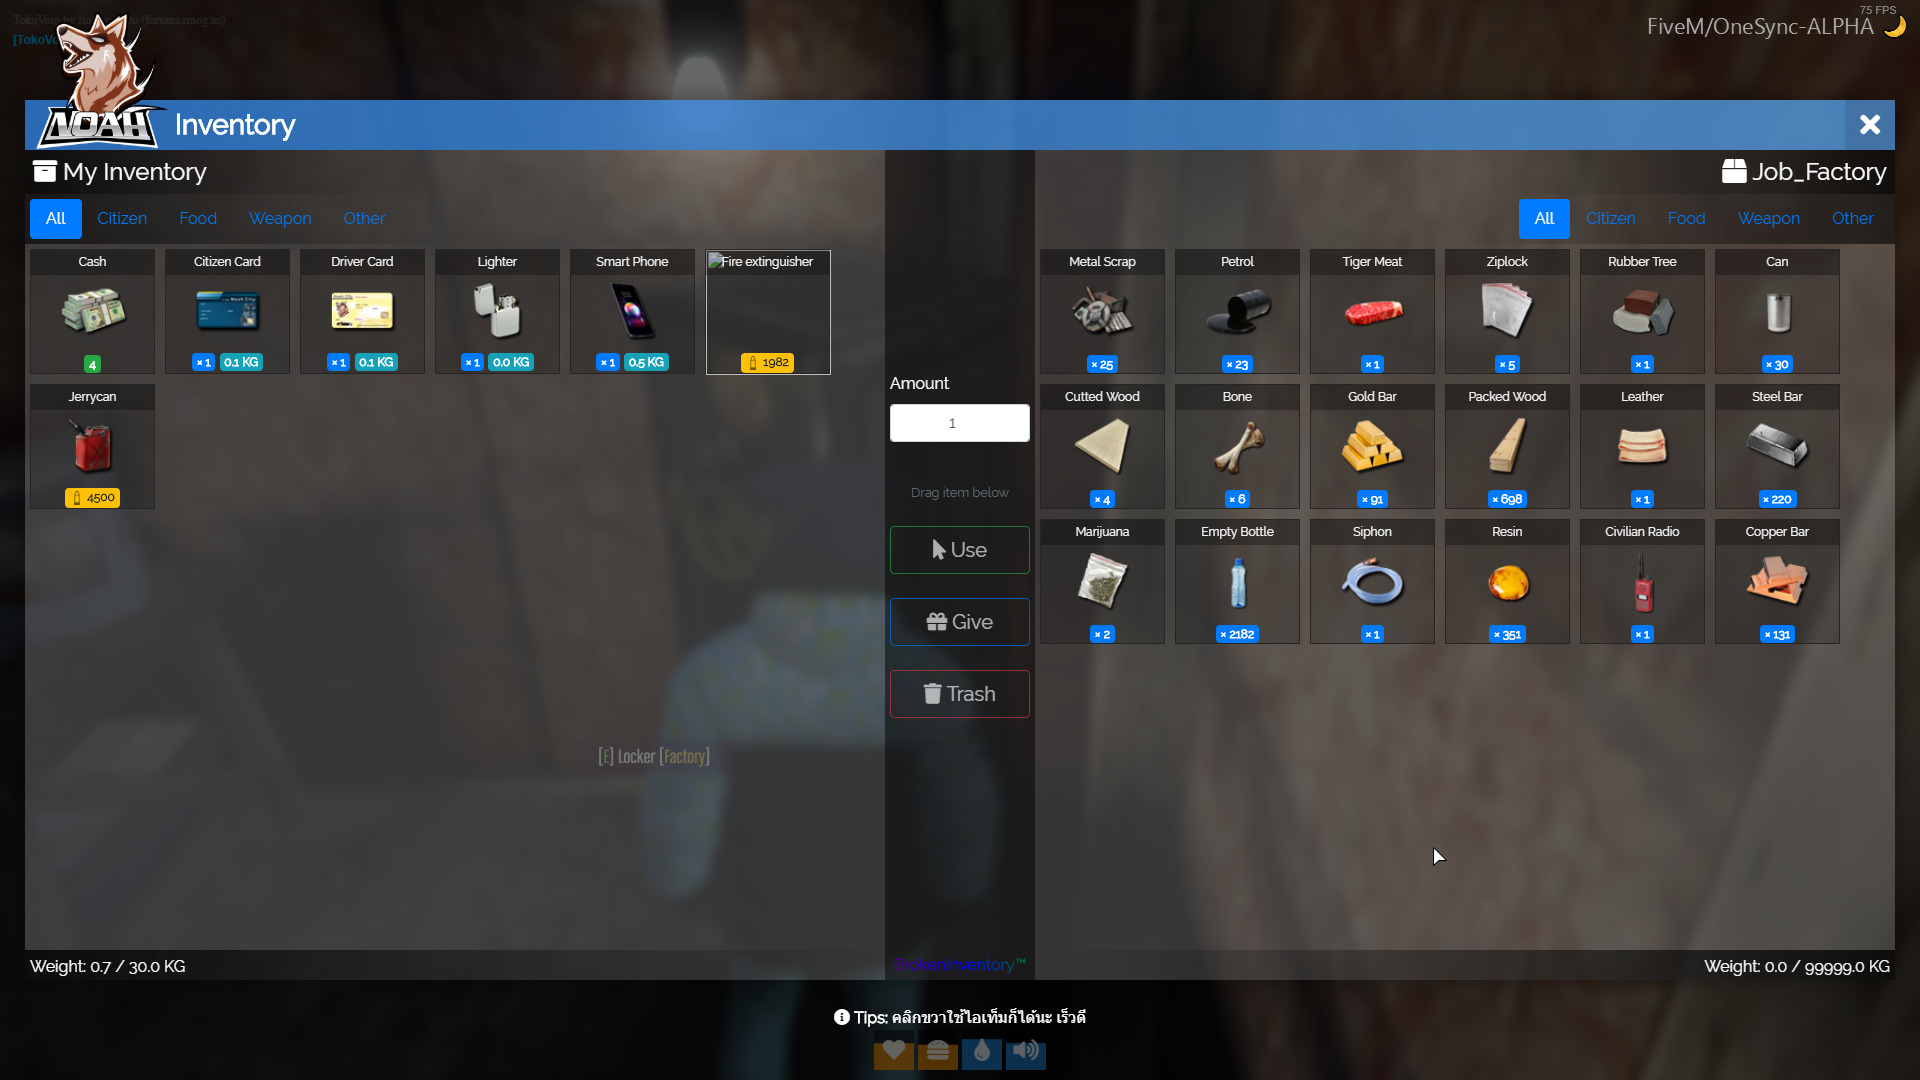 75 FPS
FiveM/OneSync-ALPHA
NOAH
Inventory
My Inventory
Job_Factory
All Citizen Food Weapon Other
All Citizen Food Weapon Other
Cash
4
Citizen Card
× 1 0.1 KG
Driver Card
× 1 0.1 KG
Lighter
× 1 0.0 KG
Smart Phone
× 1 0.5 KG
Fire extinguisher
1982
Jerrycan
4500
Amount
1
Drag item below
Use
Give
Trash
BrokenInventory™
Metal Scrap
× 25
Petrol
× 23
Tiger Meat
× 1
Ziplock
× 5
Rubber Tree
× 1
Can
× 30
Cutted Wood
× 4
Bone
× 6
Gold Bar
× 91
Packed Wood
× 698
Leather
× 1
Steel Bar
× 220
Marijuana
× 2
Empty Bottle
× 2182
Siphon
× 1
Resin
× 351
Civilian Radio
× 1
Copper Bar
× 131
[E] Locker [Factory]
Weight: 0.7 / 30.0 KG
Weight: 0.0 / 99999.0 KG
Tips: คลิกขวาใช้ไอเท็มก็ได้นะ เร็วดี